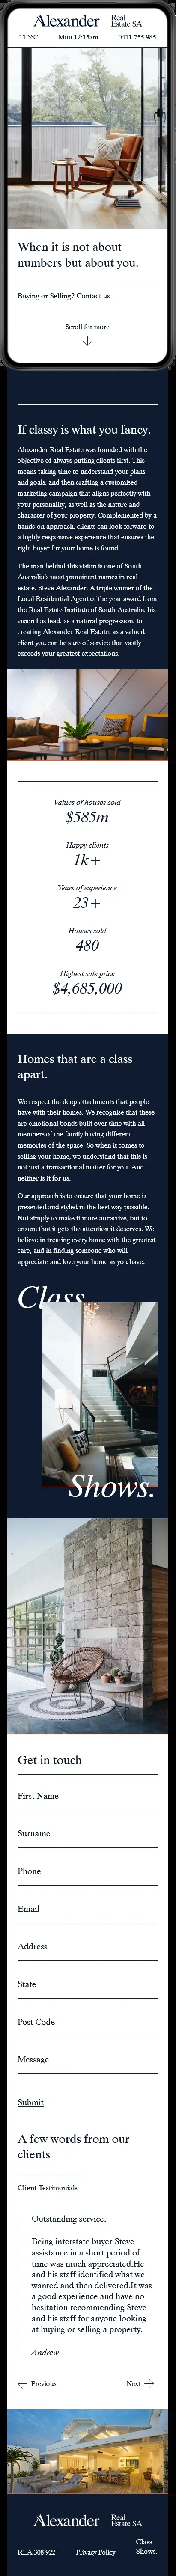 Alexander Real Estate SA
11.3°C Mon 12:15am 0411 755 985
When it is not about
numbers but about you.
Buying or Selling? Contact us
Scroll for more
If classy is what you fancy.
Alexander Real Estate was founded with the
objective of always putting clients first. This
means taking time to understand your plans
and goals, and then crafting a customised
marketing campaign that aligns perfectly with
your personality, as well as the nature and
character of your property. Complemented by a
hands-on approach, clients can look forward to
a highly responsive experience that ensures the
right buyer for your home is found.
The man behind this vision is one of South
Australia's most prominent names in real
estate, Steve Alexander. A triple winner of the
Local Residential Agent of the year award from
the Real Estate Institute of South Australia, his
vision has lead, as a natural progression, to
creating Alexander Real Estate: as a valued
client you can be sure of service that vastly
exceeds your greatest expectations.
Values of houses sold
$585m
Happy clients
1k+
Years of experience
23+
Houses sold
480
Highest sale price
$4,685,000
Homes that are a class
apart.
We respect the deep attachments that people
have with their homes. We recognise that these
are emotional bonds built over time with all
members of the family having different
memories of the space. So when it comes to
selling your home, we understand that this is
not just a transactional matter for you. And
neither is it for us.
Our approach is to ensure that your home is
presented and styled in the best way possible.
Not simply to make it more attractive, but to
ensure that it gets the attention it deserves. We
believe in treating every home with the greatest
care, and in finding someone who will
appreciate and love your home as you have.
Class
Shows.
Get in touch
First Name
Surname
Phone
Email
Address
State
Post Code
Message
Submit
A few words from our
clients
Client Testimonials
Outstanding service.
Being interstate buyer Steve
assistance in a short period of
time was much appreciated.He
and his staff identified what we
wanted and then delivered.It was
a good experience and have no
hesitation recommending Steve
and his staff for anyone looking
at buying or selling a property.
Andrew
Previous Next
Alexander Real Estate SA
RLA 308 922 Privacy Policy Class
Shows.